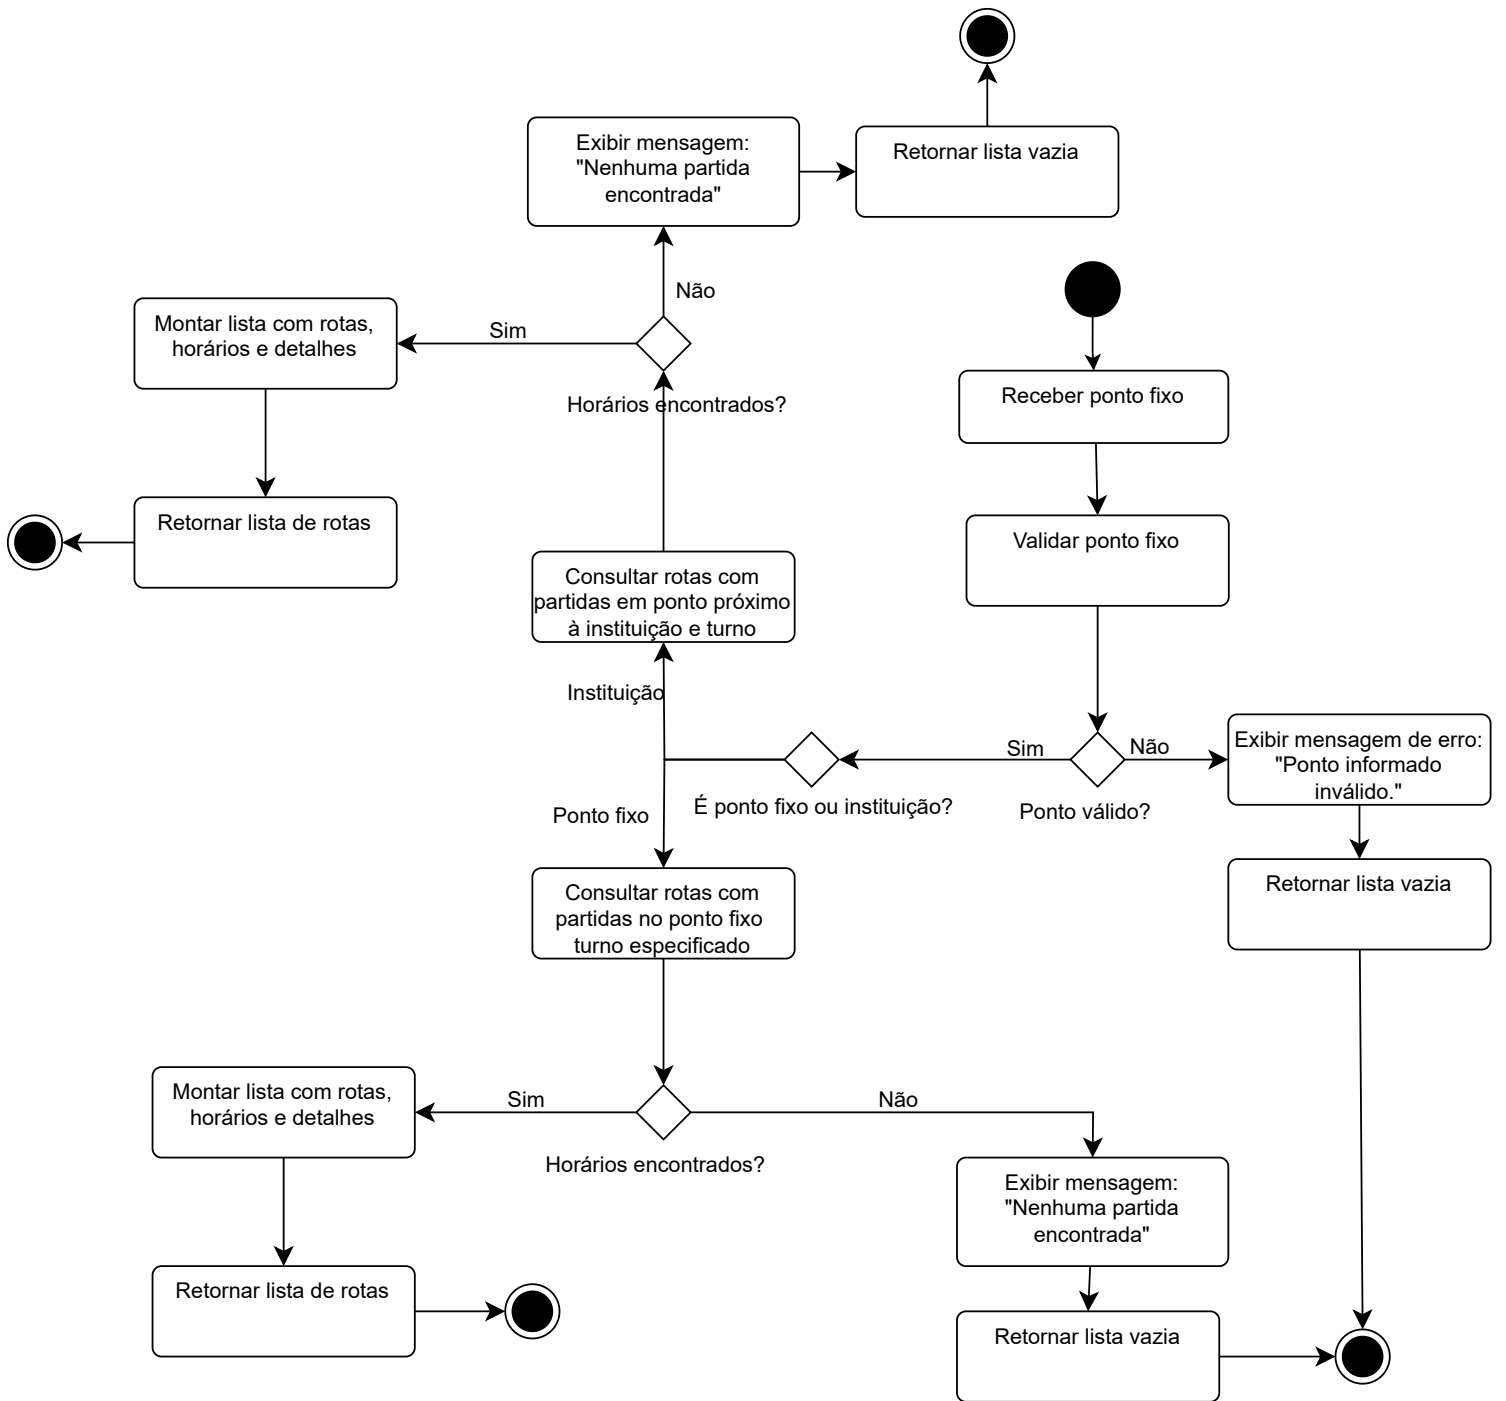 Exibir mensagem:
"Nenhuma partida
encontrada"
Retornar lista vazia
Não
Sim
Montar lista com rotas,
horários e detalhes
Horários encontrados?
Receber ponto fixo
Retornar lista de rotas
Validar ponto fixo
Consultar rotas com
partidas em ponto próximo
à instituição e turno
Instituição
Sim
Não
Exibir mensagem de erro:
"Ponto informado
inválido."
Ponto fixo
É ponto fixo ou instituição?
Ponto válido?
Retornar lista vazia
Consultar rotas com
partidas no ponto fixo
turno especificado
Montar lista com rotas,
horários e detalhes
Sim
Não
Horários encontrados?
Exibir mensagem:
"Nenhuma partida
encontrada"
Retornar lista de rotas
Retornar lista vazia